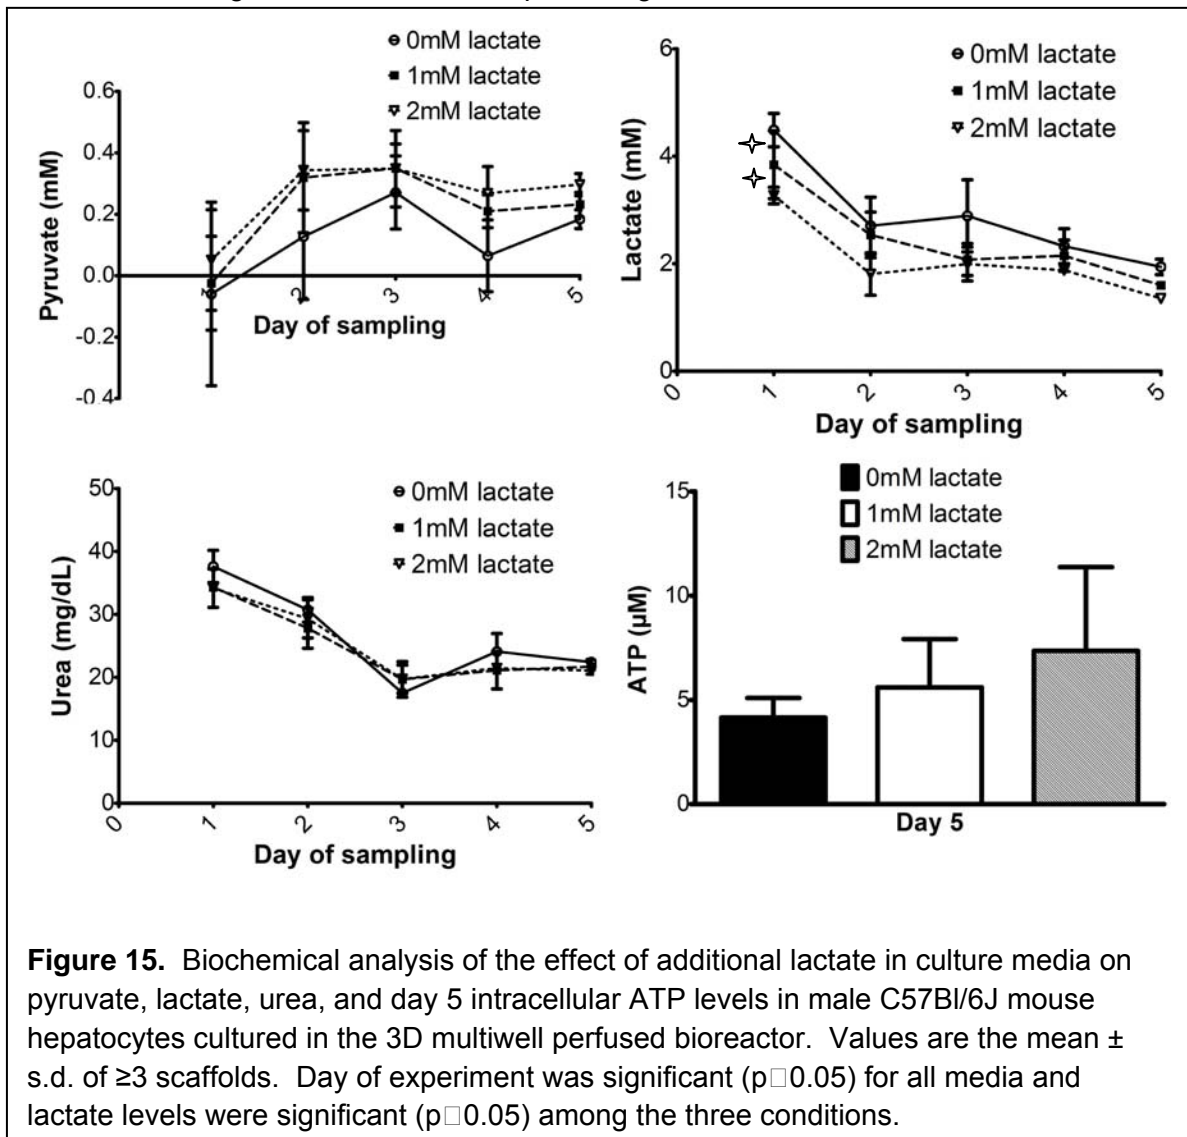 0mM lactate
1mM lactate
2mM lactate
Pyruvate (mM)
0.6
0.4
0.2
0.0
-0.2
-0.4
1
2
3
4
5
Day of sampling
0mM lactate
1mM lactate
2mM lactate
Lactate (mM)
6
4
2
0
0
1
2
3
4
5
Day of sampling
0mM lactate
1mM lactate
2mM lactate
Urea (mg/dL)
50
40
30
20
10
0
0
1
2
3
4
5
Day of sampling
0mM lactate
1mM lactate
2mM lactate
ATP (µM)
15
10
5
0
Day 5
Figure 15. Biochemical analysis of the effect of additional lactate in culture media on
pyruvate, lactate, urea, and day 5 intracellular ATP levels in male C57Bl/6J mouse
hepatocytes cultured in the 3D multiwell perfused bioreactor. Values are the mean ±
s.d. of ≥3 scaffolds. Day of experiment was significant (p□0.05) for all media and
lactate levels were significant (p□0.05) among the three conditions.